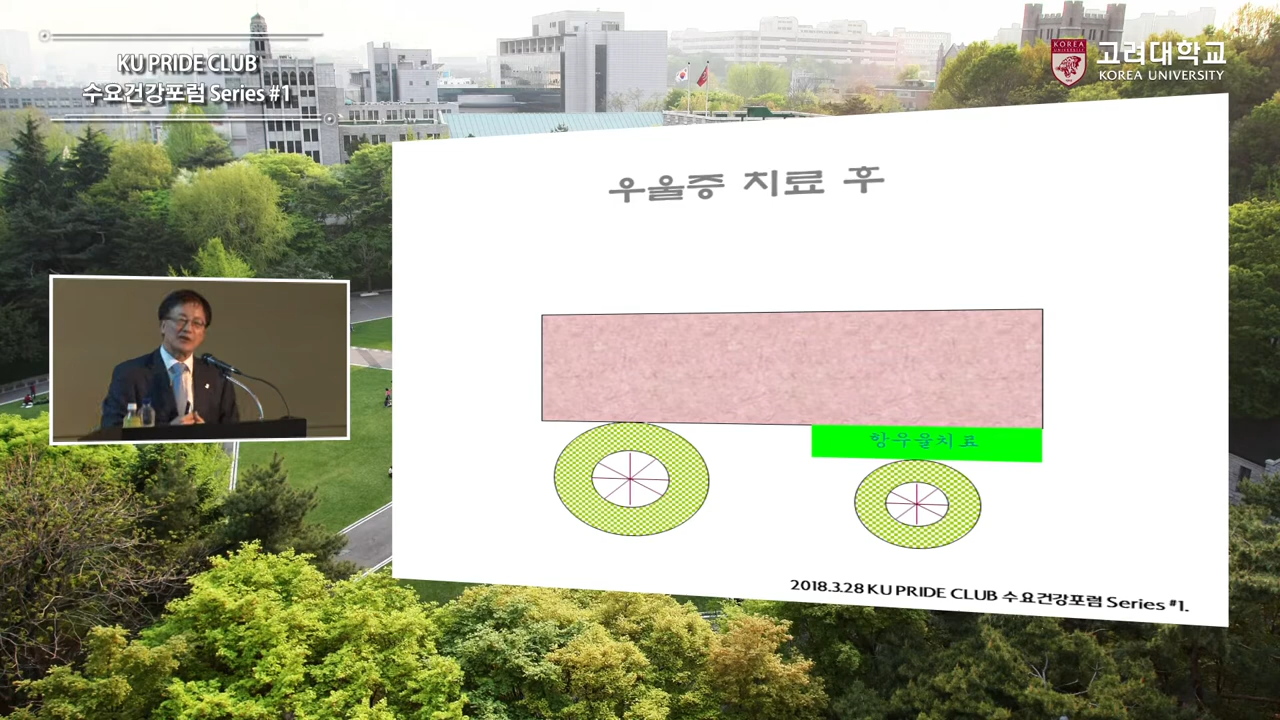 KU PRIDE CLUB
수요건강포럼 Series #1
KOREA
UNIVERSITY
고려대학교
KOREA UNIVERSITY
우울증 치료 후
항우울치료
2018.3.28 KU PRIDE CLUB 수요건강포럼 Series #1.